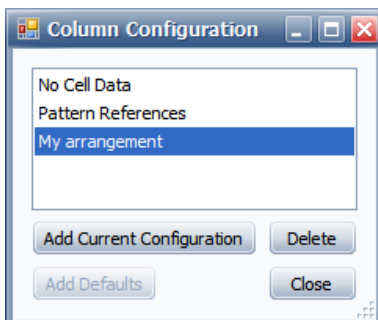 Column Configuration
No Cell Data
Pattern References
My arrangement
Add Current Configuration Delete
Add Defaults Close